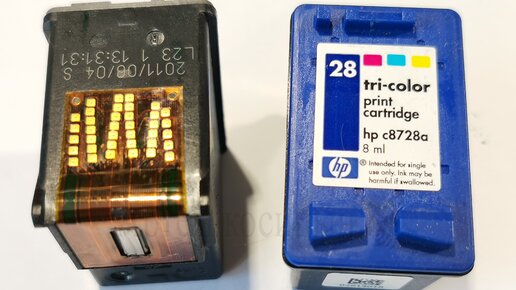 2011/08/04 13:31:31
S L23 1
28
tri-color
print
cartridge
hp c8728a
8 ml
hp
Intended for single
use only. Ink may be
harmful if swallowed.